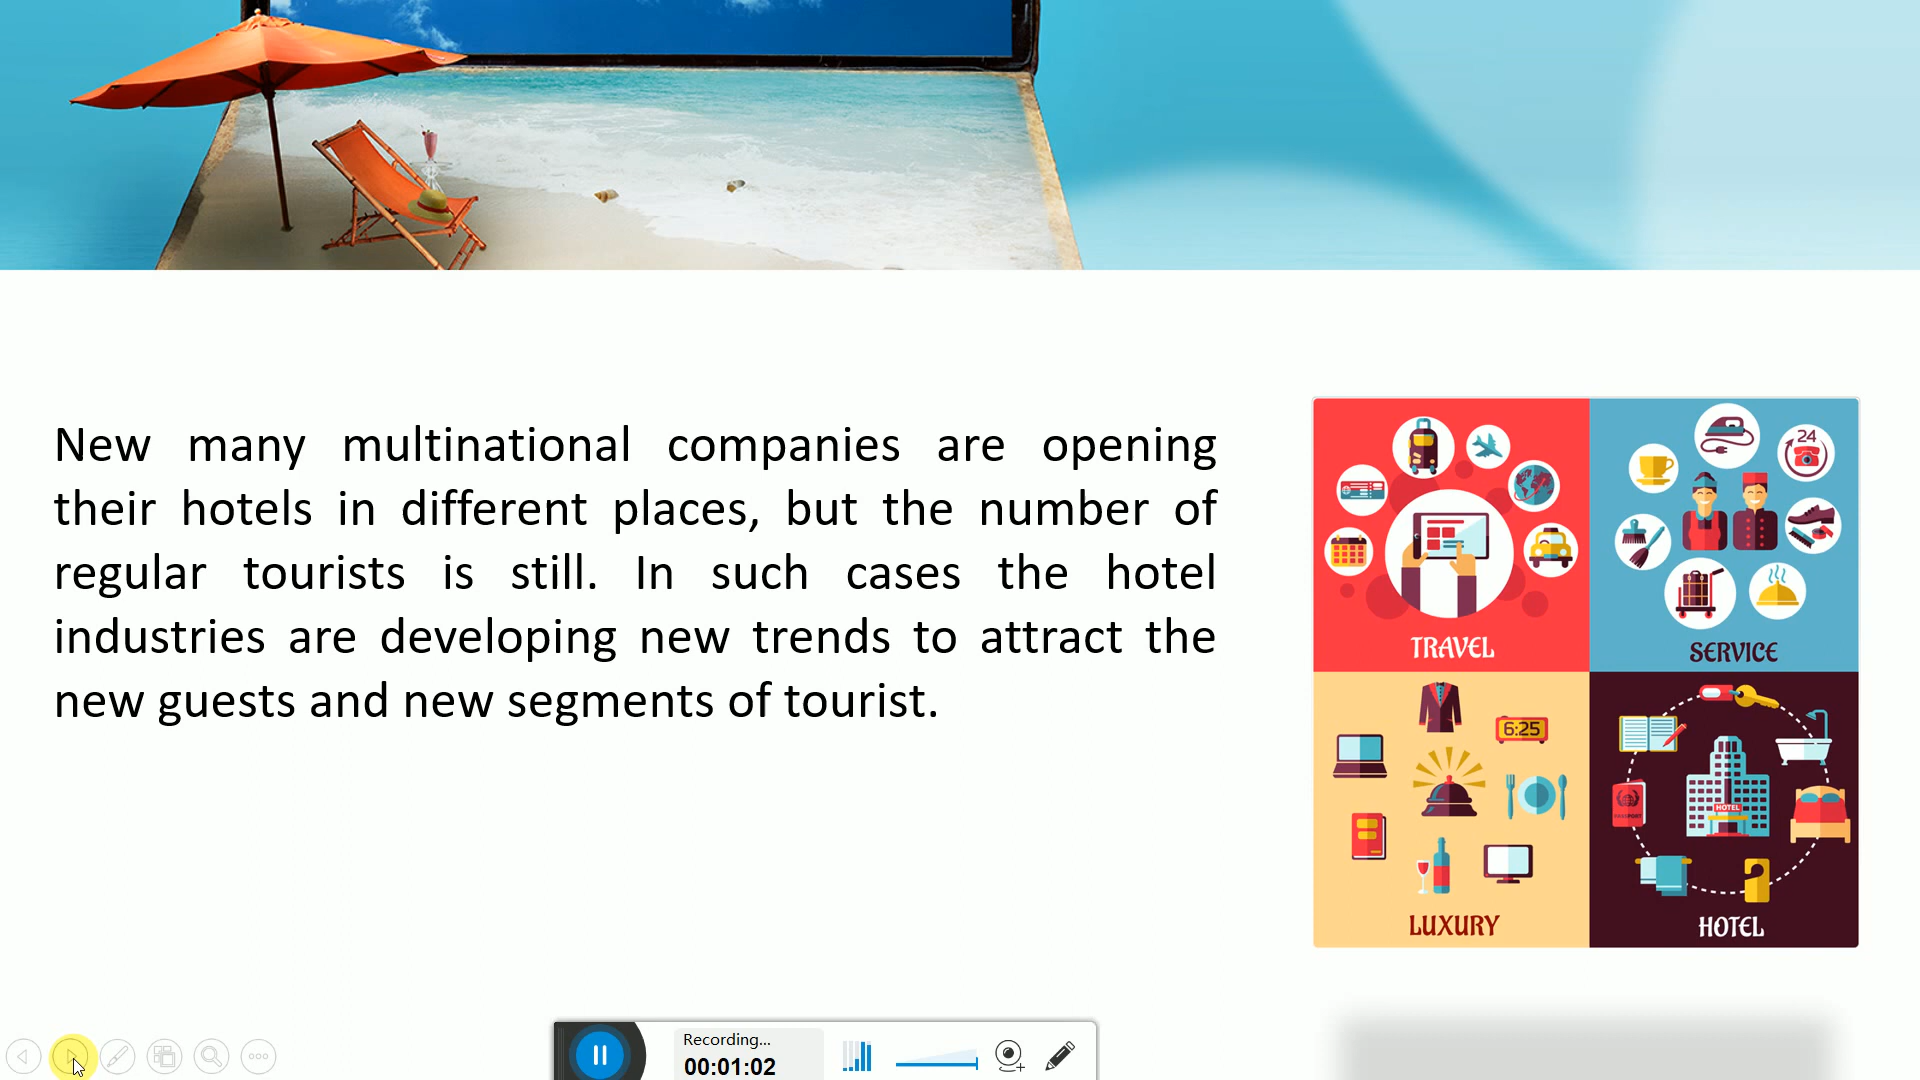 New many multinational companies are opening
their hotels in different places, but the number of
regular tourists is still. In such cases the hotel
industries are developing new trends to attract the
new guests and new segments of tourist.
24
TRAVEL
SERVICE
6:25
HOTEL
PASSPORT
LUXURY
HOTEL
Recording...
00:01:02